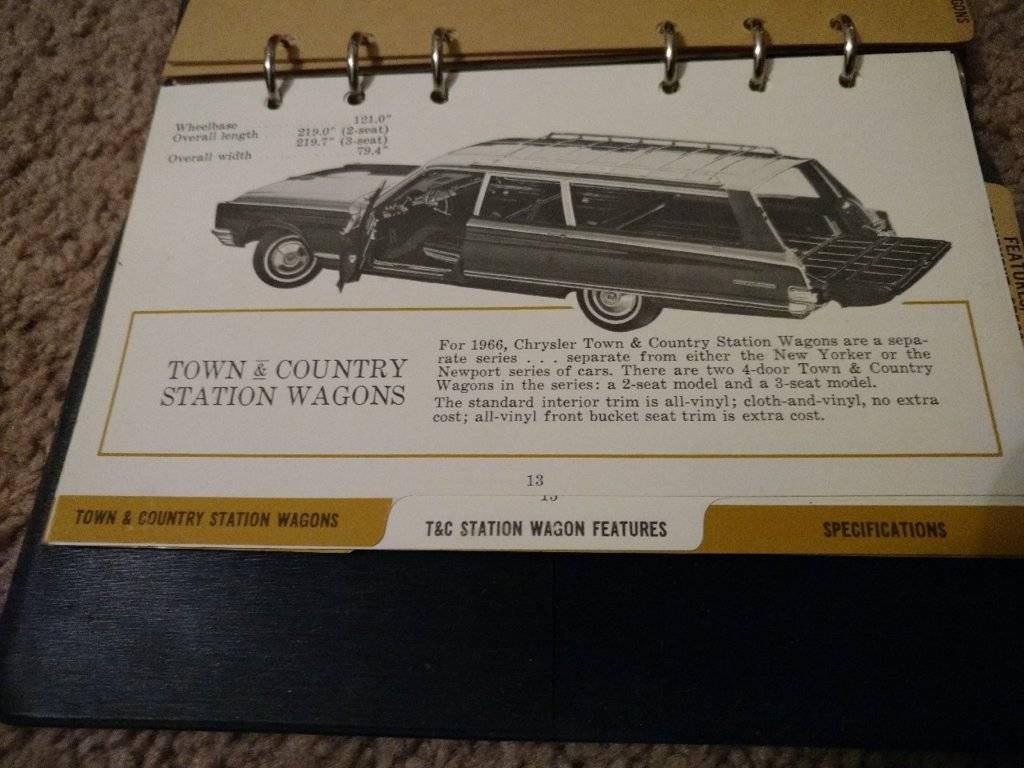 GONS
Wheelbase 121.0"
Overall length 219.0" (2-seat)
219.7" (3-seat)
Overall width 79.4"
FEATURES
TOWN & COUNTRY
STATION WAGONS
For 1966, Chrysler Town & Country Station Wagons are a sepa-
rate series . . . separate from either the New Yorker or the
Newport series of cars. There are two 4-door Town & Country
Wagons in the series: a 2-seat model and a 3-seat model.
The standard interior trim is all-vinyl; cloth-and-vinyl, no extra
cost; all-vinyl front bucket seat trim is extra cost.
13
TOWN & COUNTRY STATION WAGONS
T&C STATION WAGON FEATURES
SPECIFICATIONS